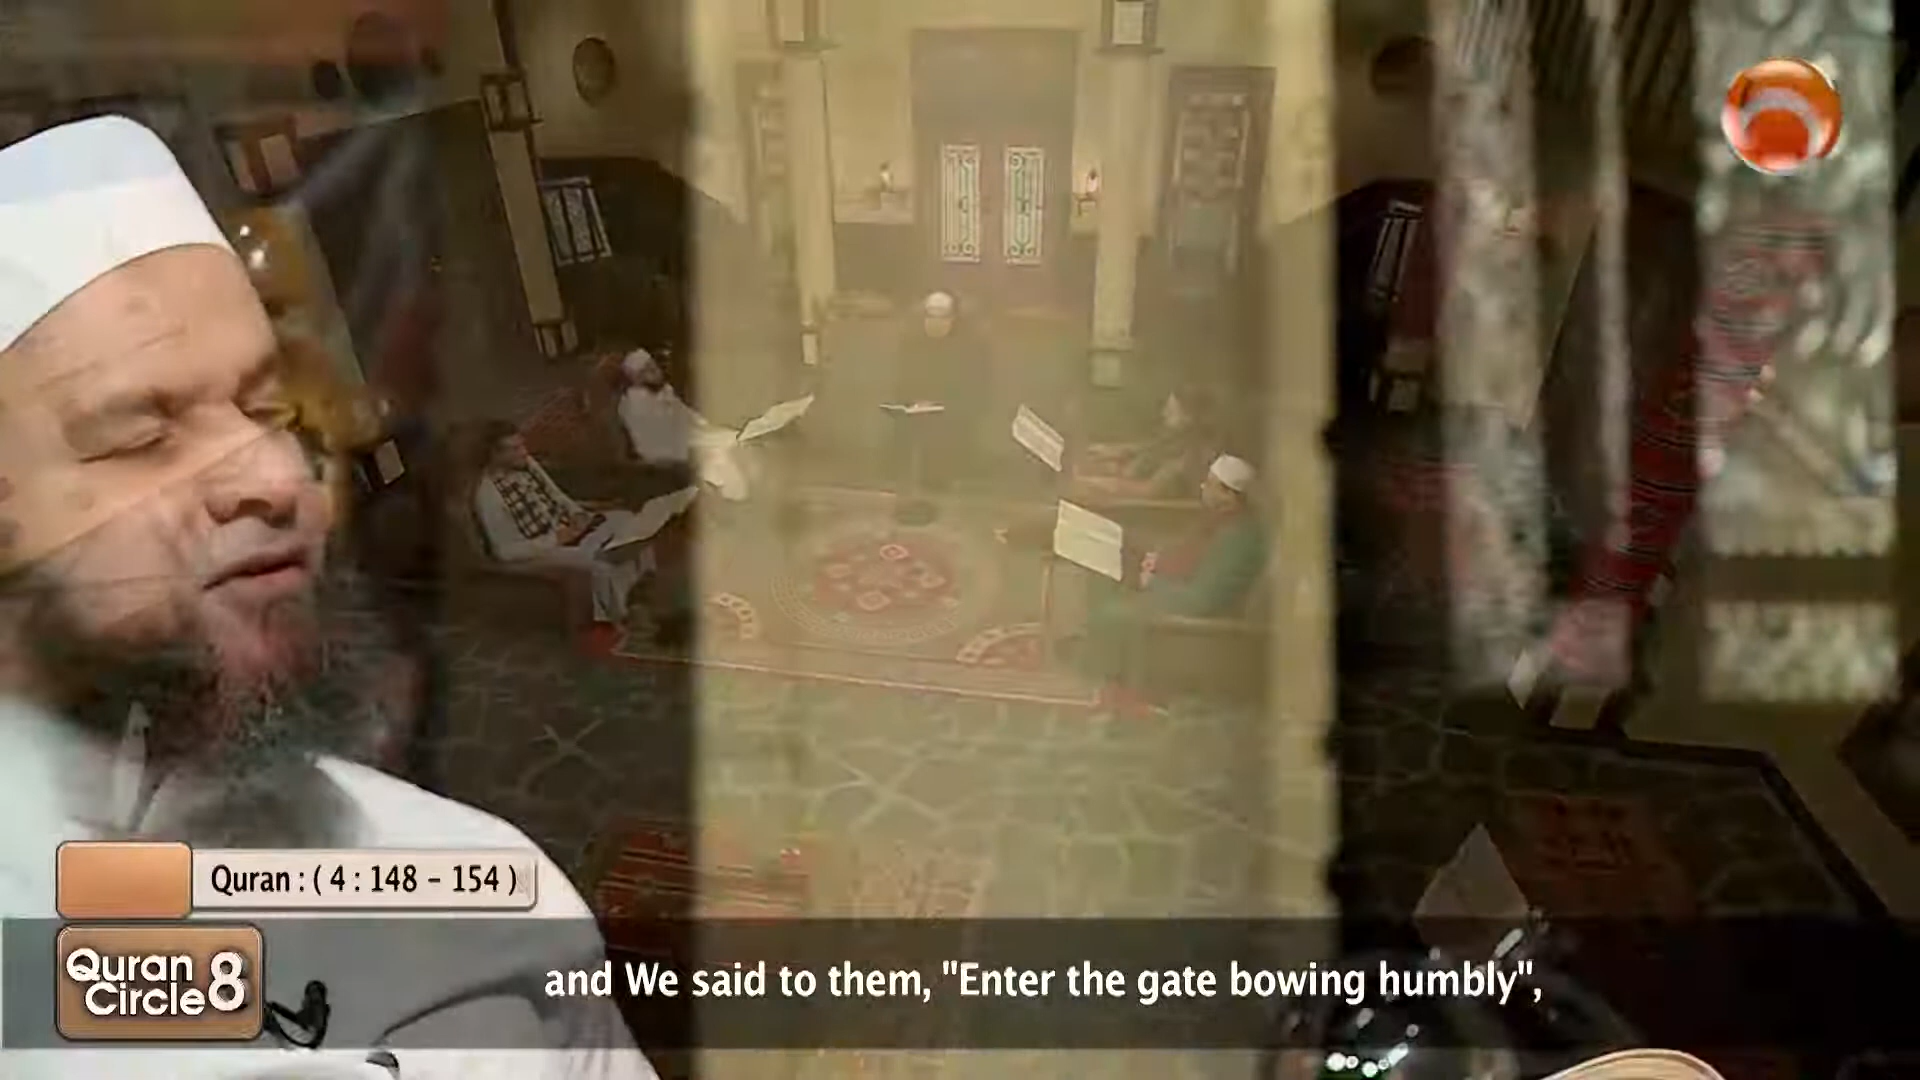 Quran : ( 4 : 148 - 154 )
Quran
Circle 8
and We said to them, "Enter the gate bowing humbly",